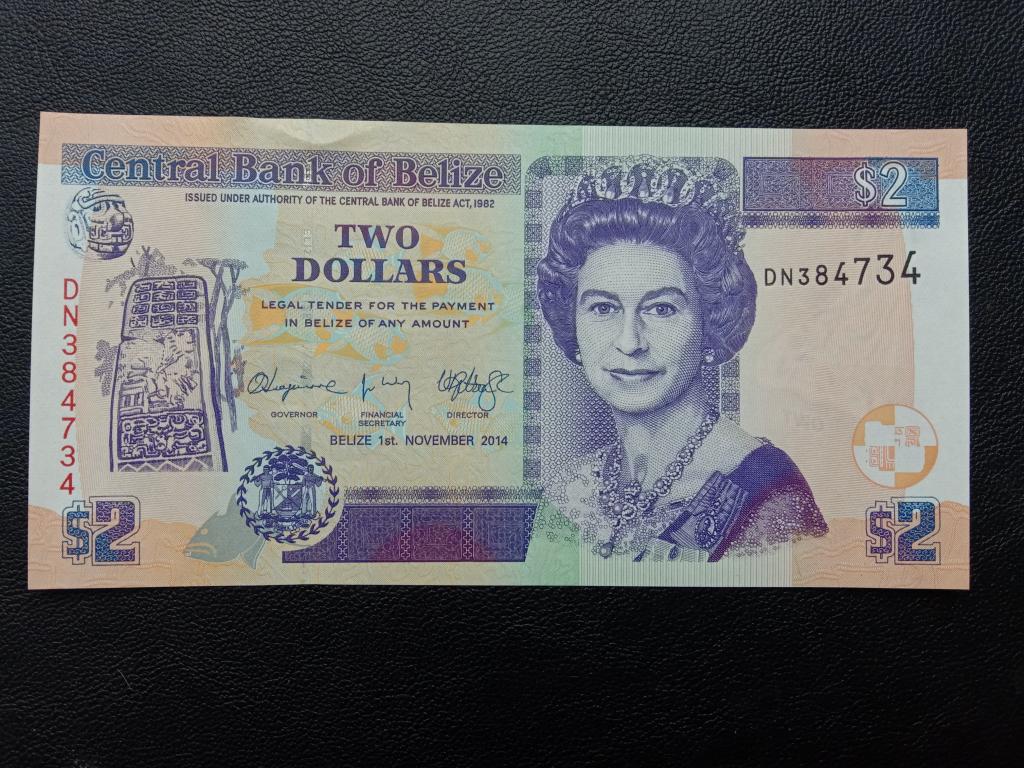 Central Bank of Belize
ISSUED UNDER AUTHORITY OF THE CENTRAL BANK OF BELIZE ACT, 1982
$2
TWO
DOLLARS
DN384734
LEGAL TENDER FOR THE PAYMENT
IN BELIZE OF ANY AMOUNT
DN384734
GOVERNOR
FINANCIAL
SECRETARY
DIRECTOR
BELIZE 1st. NOVEMBER 2014
$2
$2